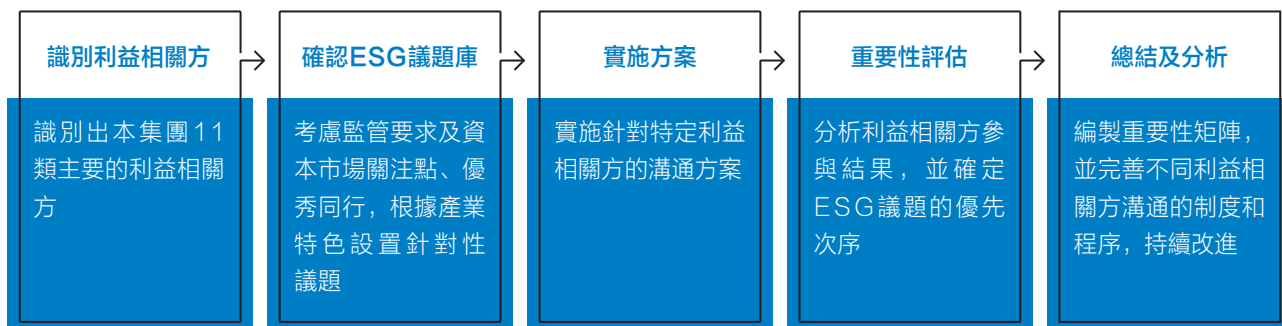 識別利益相關方
識別出本集團11
類主要的利益相關
方
確認ESG議題庫
考慮監管要求及資
本市場關注點、優
秀同行，根據產業
特色設置針對性
議題
實施方案
實施針對特定利益
相關方的溝通方案
重要性評估
分析利益相關方參
與結果，並確定
ESG議題的優先
次序
總結及分析
編製重要性矩陣，
並完善不同利益相
關方溝通的制度和
程序，持續改進